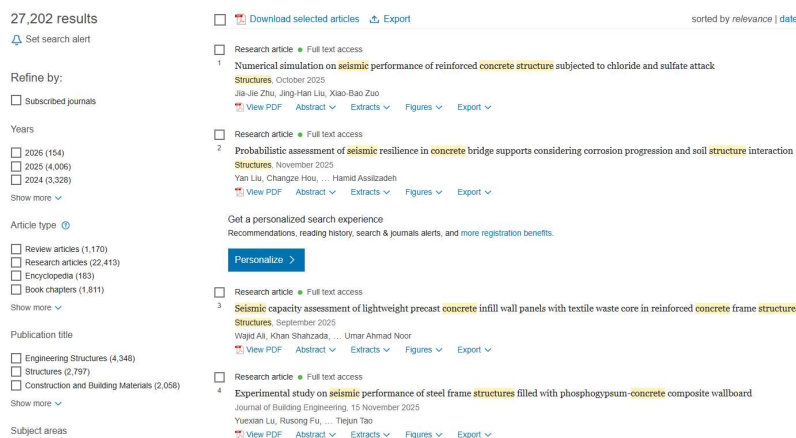 27,202 results
Set search alert
Refine by:
Subscribed journals
Years
2026 (154)
2025 (4,006)
2024 (3,328)
Show more
Article type
Review articles (1,170)
Research articles (22,413)
Encyclopedia (183)
Book chapters (1,811)
Show more
Publication title
Engineering Structures (4,348)
Structures (2,797)
Construction and Building Materials (2,058)
Show more
Subject areas
Download selected articles Export sorted by relevance | date
Research article Full text access
1 Numerical simulation on seismic performance of reinforced concrete structure subjected to chloride and sulfate attack
Structures, October 2025
Jia-Jie Zhu, Jing-Han Liu, Xiao-Bao Zuo
View PDF Abstract Extracts Figures Export
Research article Full text access
2 Probabilistic assessment of seismic resilience in concrete bridge supports considering corrosion progression and soil structure interaction
Structures, November 2025
Yan Liu, Changze Hou, … Hamid Assilzadeh
View PDF Abstract Extracts Figures Export
Get a personalized search experience
Recommendations, reading history, search & journals alerts, and more registration benefits.
Personalize
Research article Full text access
3 Seismic capacity assessment of lightweight precast concrete infill wall panels with textile waste core in reinforced concrete frame structure
Structures, September 2025
Wajid Ali, Khan Shahzada, … Umar Ahmad Noor
View PDF Abstract Extracts Figures Export
Research article Full text access
4 Experimental study on seismic performance of steel frame structures filled with phosphogypsum-concrete composite wallboard
Journal of Building Engineering, 15 November 2025
Yuexian Lu, Rusong Fu, … Tiejun Tao
View PDF Abstract Extracts Figures Export